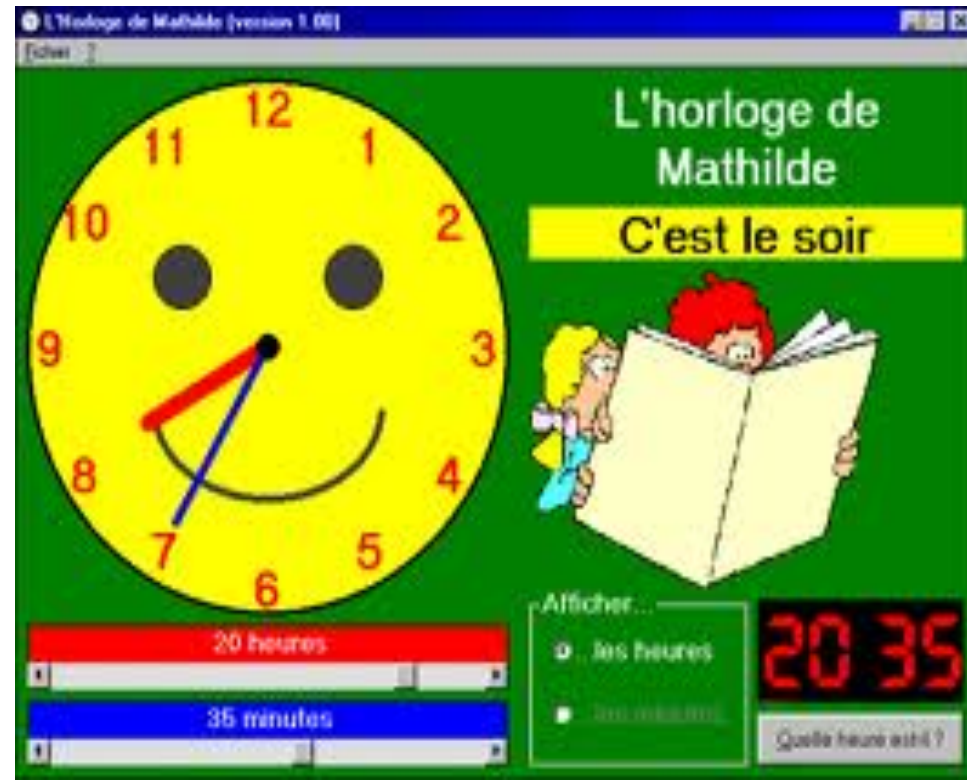 L'Horloge de Mathilde (version 1.00)
Fichier ?
12
11
1
10
2
9
3
8
4
7
5
6
L'horloge de
Mathilde
C'est le soir
20 heures
35 minutes
Afficher...
...les heures
...les minutes
20 35
Quelle heure est-il ?